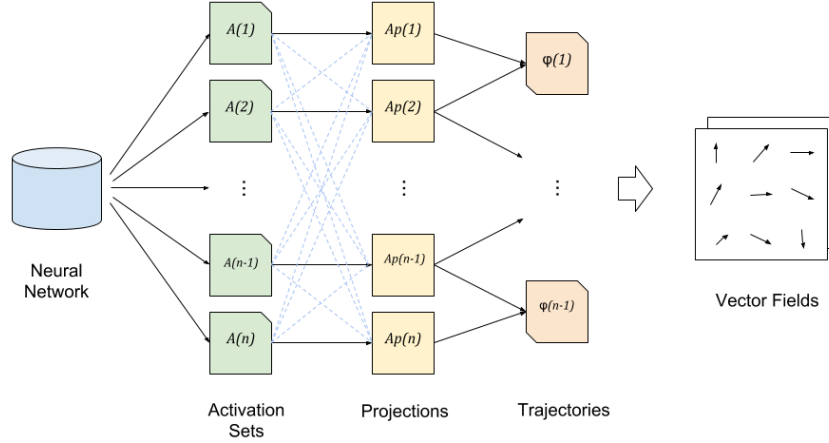 A(1)
Ap(1)
φ(1)
A(2)
Ap(2)
⋮
⋮
⋮
A(n-1)
Ap(n-1)
φ(n-1)
A(n)
Ap(n)
Neural
Network
Vector Fields
Activation
Sets
Projections
Trajectories